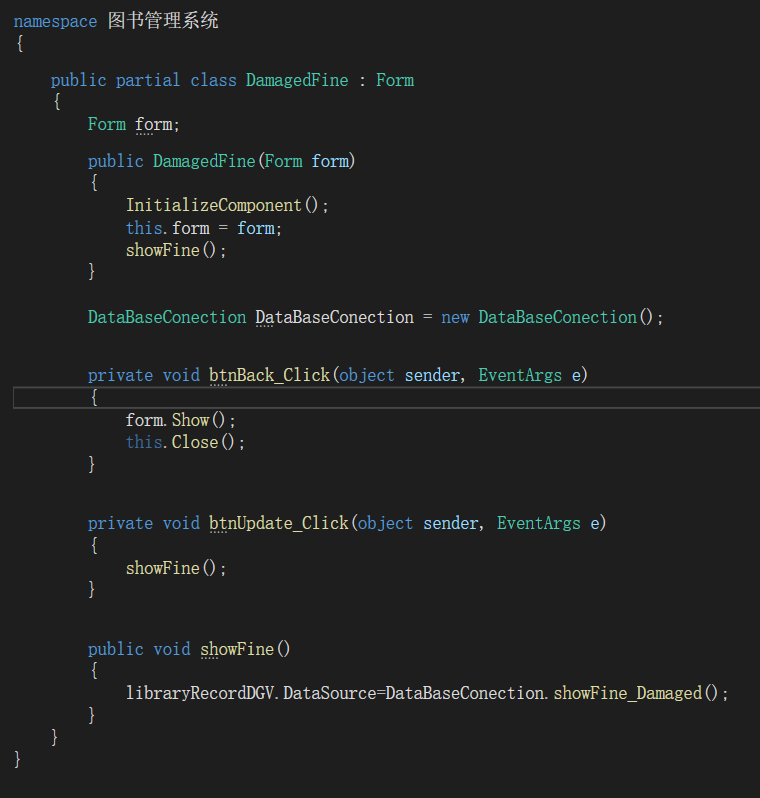 namespace 图书管理系统
{
public partial class DamagedFine : Form
{
Form form;
public DamagedFine(Form form)
{
InitializeComponent();
this.form = form;
showFine();
}
DataBaseConection DataBaseConection = new DataBaseConection();
private void btnBack_Click(object sender, EventArgs e)
{
form.Show();
this.Close();
}
private void btnUpdate_Click(object sender, EventArgs e)
{
showFine();
}
public void showFine()
{
libraryRecordDGV.DataSource=DataBaseConection.showFine_Damaged();
}
}
}